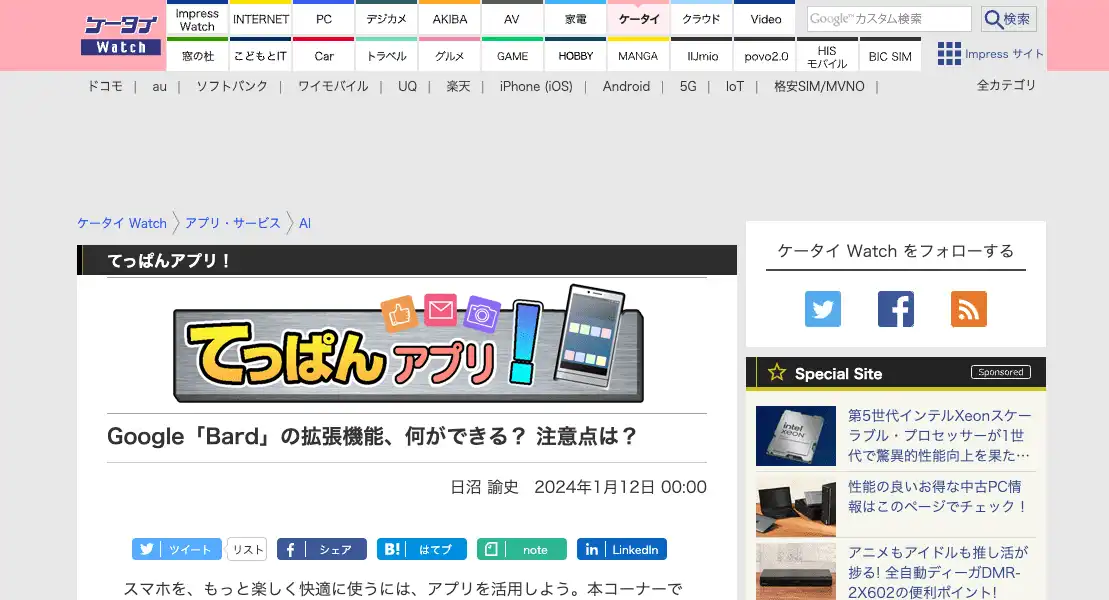 ケータイ
Watch
Impress
Watch
INTERNET
PC
デジカメ
AKIBA
AV
家電
ケータイ
クラウド
Video
Google™カスタム検索
検索
窓の杜
こどもとIT
Car
トラベル
グルメ
GAME
HOBBY
MANGA
IIJmio
povo2.0
HIS
モバイル
BIC SIM
Impress サイト
ドコモ | au | ソフトバンク | ワイモバイル | UQ | 楽天 | iPhone (iOS) | Android | 5G | IoT | 格安SIM/MVNO |
全カテゴリ
ケータイ Watch 〉 アプリ・サービス 〉 AI
てっぱんアプリ！
てっぱんアプリ！
Google「Bard」の拡張機能、何ができる？ 注意点は？
日沼 諭史 2024年1月12日 00:00
ツイート
リスト
シェア
B! はてブ
note
in LinkedIn
スマホを、もっと楽しく快適に使うには、アプリを活用しよう。本コーナーで
ケータイ Watch をフォローする
Special Site
Sponsored
intel
XEON
第5世代インテルXeonスケー
ラブル・プロセッサーが1世
代で驚異的性能向上を果た…
性能の良いお得な中古PC情
報はこのページでチェック！
アニメもアイドルも推し活が
捗る! 全自動ディーガDMR-
2X602の便利ポイント!